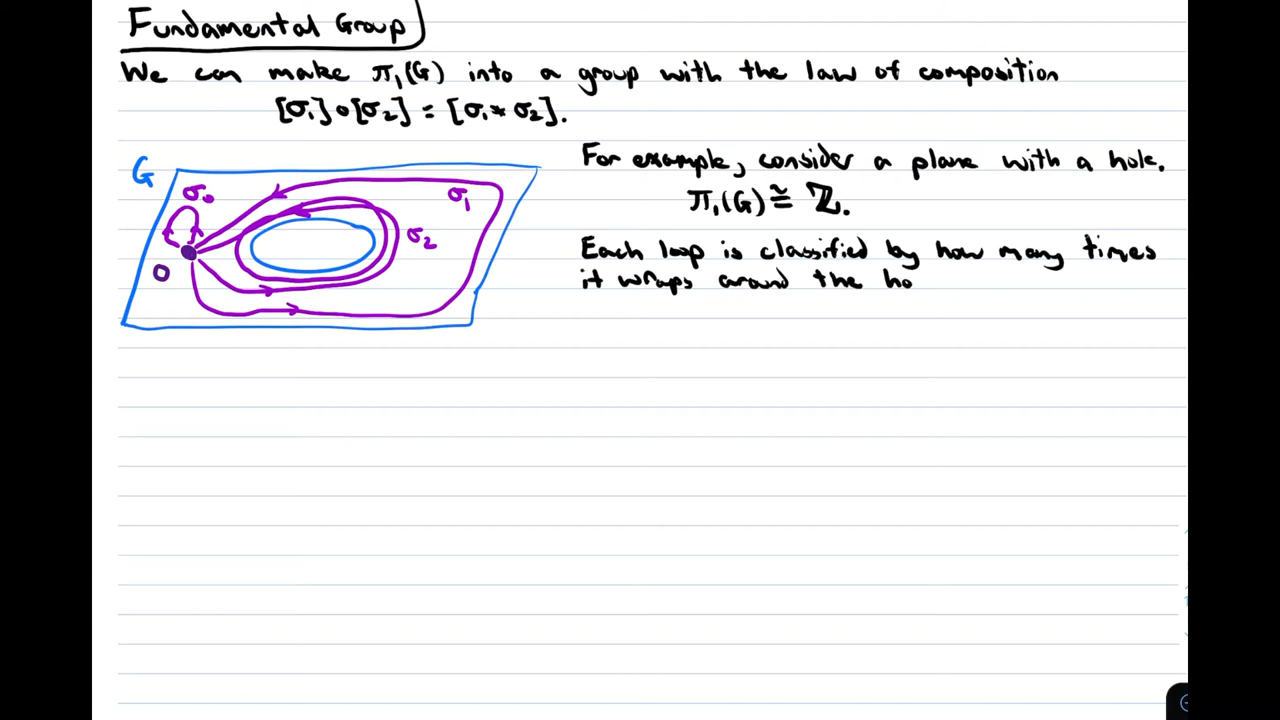 Fundamental Group
We can make π₁(G) into a group with the law of composition
[σ₁]∘[σ₂] = [σ₁ * σ₂].
G
σ₀
σ₁
σ₂
0
For example, consider a plane with a hole.
π₁(G) ≅ ℤ.
Each loop is classified by how many times
it wraps around the ho